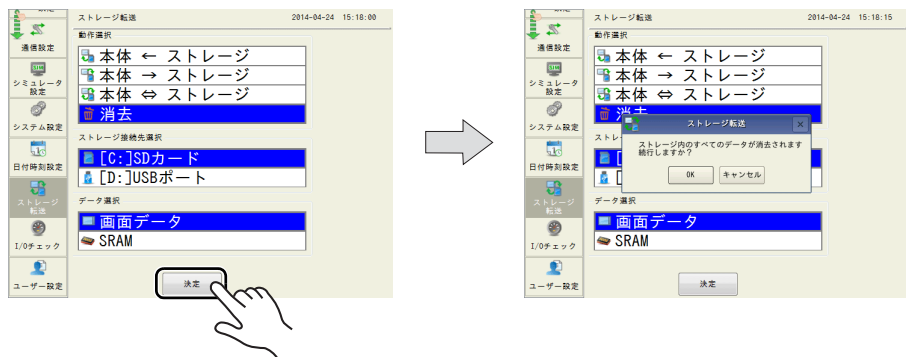 ストレージ転送 2014-04-24 15:18:00
通信設定
シミュレータ
設定
システム設定
日付時刻設定
ストレージ
転送
I/Oチェック
ユーザー設定
動作選択
本体 ← ストレージ
本体 → ストレージ
本体 ⇔ ストレージ
消去
ストレージ接続先選択
[C:]SDカード
[D:]USBポート
データ選択
画面データ
SRAM
決定
ストレージ転送 2014-04-24 15:18:15
通信設定
シミュレータ
設定
システム設定
日付時刻設定
ストレージ
転送
I/Oチェック
ユーザー設定
動作選択
本体 ← ストレージ
本体 → ストレージ
本体 ⇔ ストレージ
消去
ストレージ転送
ストレージ内のすべてのデータが消去されます
続行しますか?
OK キャンセル
データ選択
画面データ
SRAM
決定